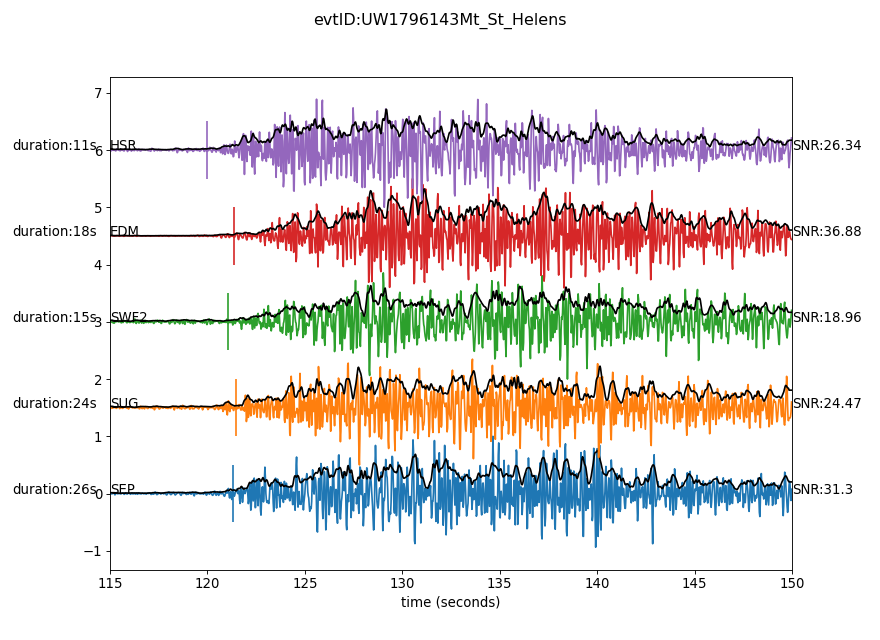 evtID:UW1796143Mt_St_Helens
7
duration:11s HSR SNR:26.34
6
5
duration:18s EDM SNR:36.88
4
duration:15s SWF2 SNR:18.96
3
2
duration:24s SUG SNR:24.47
1
duration:26s SEP SNR:31.3
0
−1
115 120 125 130 135 140 145 150
time (seconds)